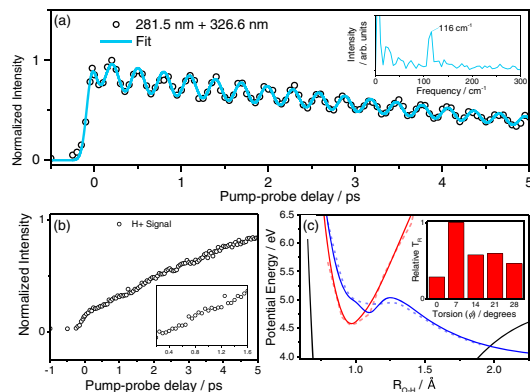 (a)
281.5 nm + 326.6 nm
Fit
Normalized Intensity
1
0
0 1 2 3 4 5
Pump-probe delay / ps
Intensity
/ arb. units
116 cm⁻¹
0 100 200 300
Frequency / cm⁻¹
(b)
H+ Signal
Normalized Intensity
1
0
-1 0 1 2 3 4 5
Pump-probe delay / ps
0.4 0.8 1.2 1.6
(c)
Potential Energy / eV
6.5
6.0
5.5
5.0
4.5
4.0
1.0 1.5 2.0
R_O-H / Å
Relative T_n
1
0
0 7 14 21 28
Torsion (ϕ) / degrees